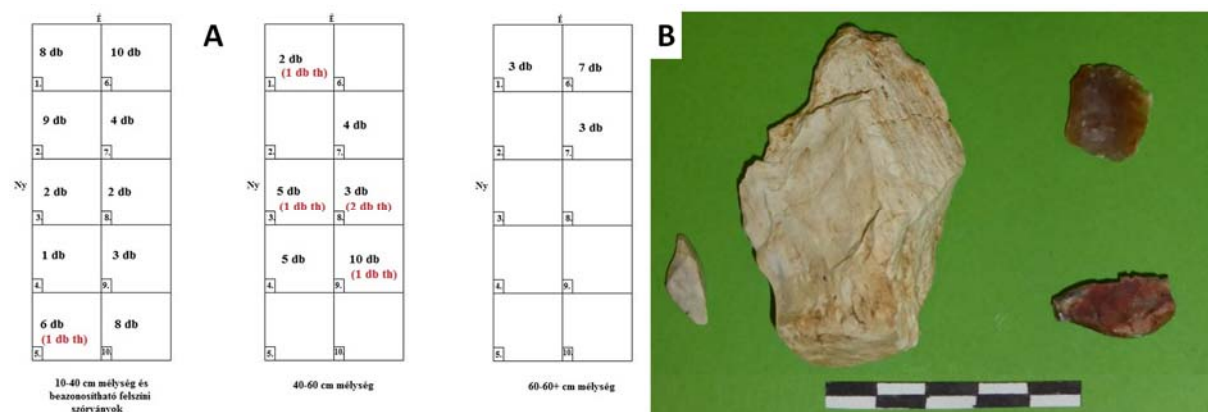 A
É
8 db
10 db
1.
6.
9 db
4 db
2.
7.
Ny
2 db
2 db
3.
8.
1 db
3 db
4.
9.
6 db
(1 db th)
8 db
5.
10.
10-40 cm mélység és
beazonosítható felszíni
szórványok
É
2 db
(1 db th)
1.
6.
4 db
2.
7.
Ny
5 db
(1 db th)
3 db
(2 db th)
3.
8.
5 db
10 db
(1 db th)
4.
9.
5.
10.
40-60 cm mélység
É
3 db
7 db
1.
6.
3 db
2.
7.
Ny
3.
8.
4.
9.
5.
10.
60-60+ cm mélység
B